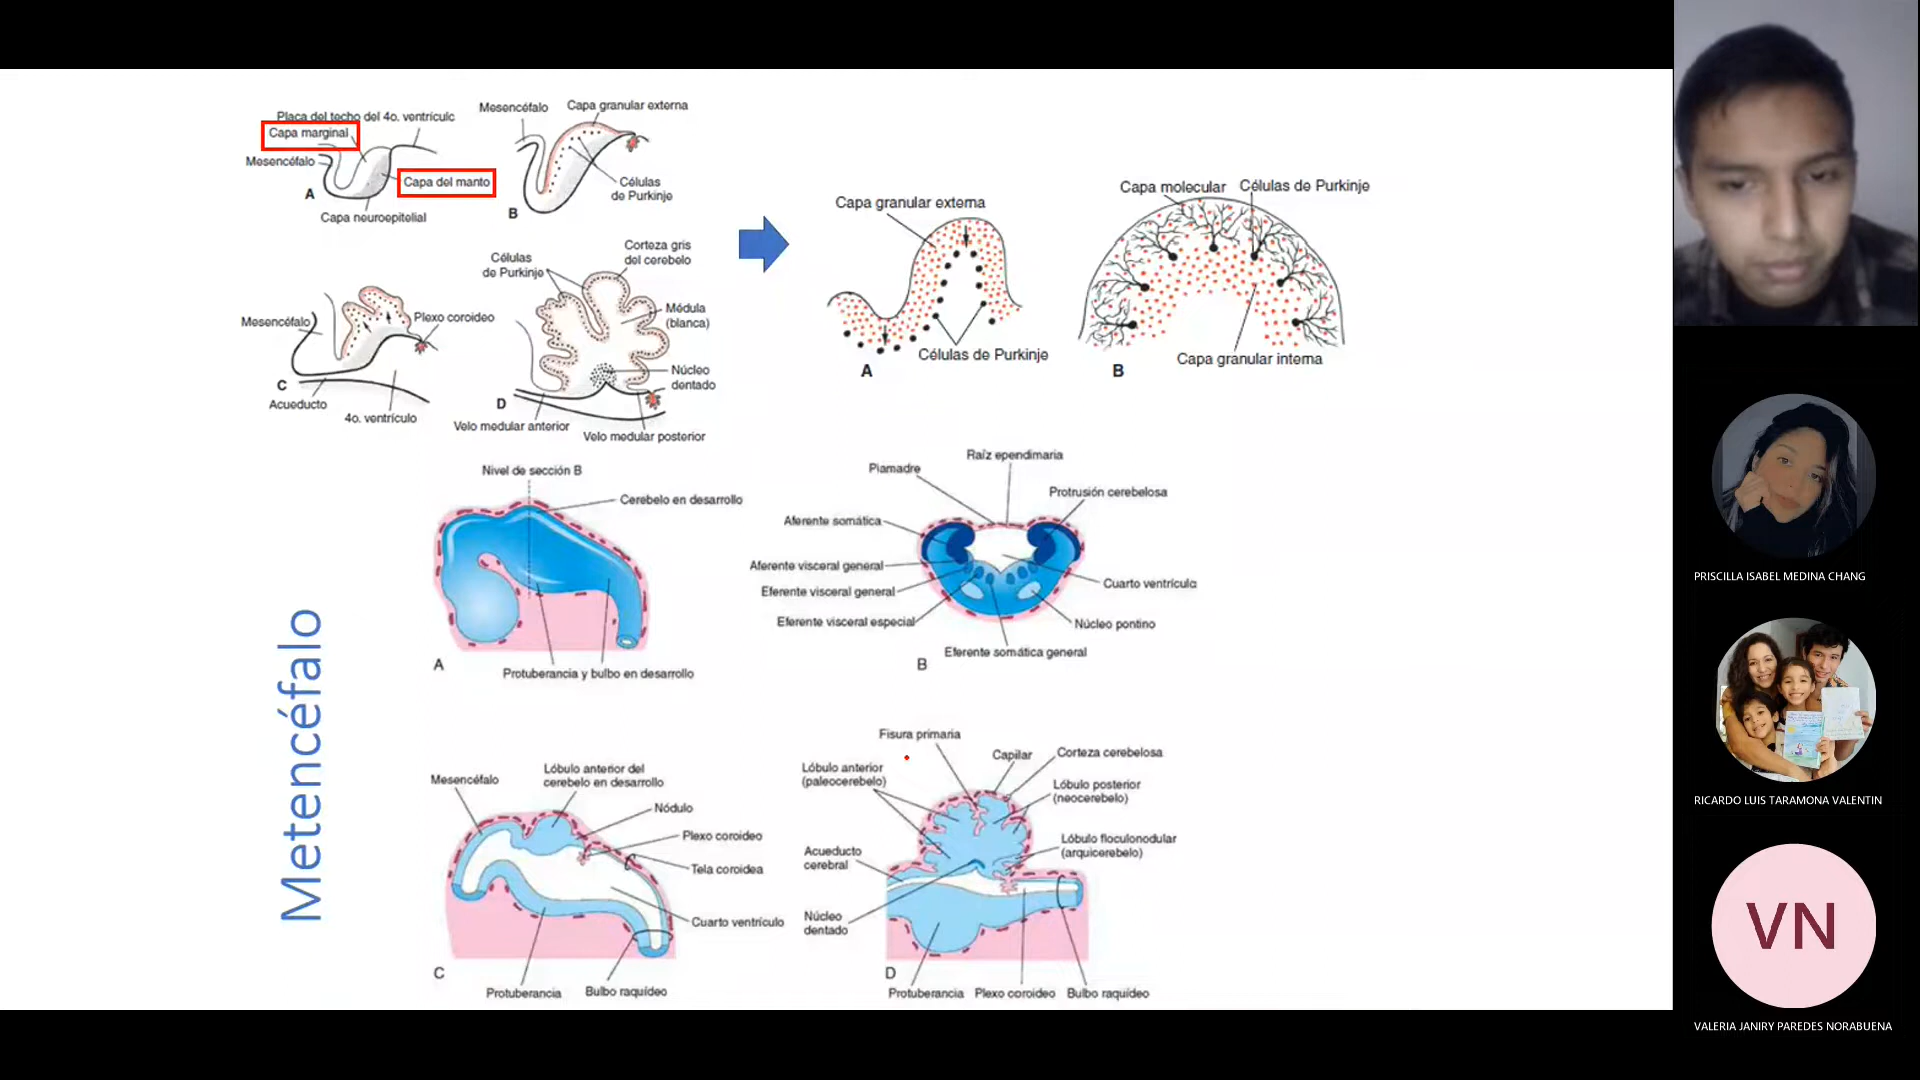 Placa del techo del 4o. ventrículo
Capa marginal
Mesencéfalo
Capa del manto
A
Capa neuroepitelial
Mesencéfalo
Capa granular externa
Células
de Purkinje
B
Mesencéfalo
Plexo coroideo
C
Acueducto
4o. ventrículo
Células
de Purkinje
Corteza gris
del cerebelo
Médula
(blanca)
Núcleo
dentado
D
Velo medular anterior
Velo medular posterior
Capa granular externa
Células de Purkinje
A
Capa molecular
Células de Purkinje
Capa granular interna
B
Metencéfalo
Nivel de sección B
Cerebelo en desarrollo
A
Protuberancia y bulbo en desarrollo
Raíz ependimaria
Piamadre
Protrusión cerebelosa
Aferente somática
Aferente visceral general
Cuarto ventrículo
Eferente visceral general
Eferente visceral especial
Núcleo pontino
Eferente somática general
B
Mesencéfalo
Lóbulo anterior del
cerebelo en desarrollo
Nódulo
Plexo coroideo
Tela coroidea
Cuarto ventrículo
C
Protuberancia
Bulbo raquídeo
Fisura primaria
Capilar
Corteza cerebelosa
Lóbulo anterior
(paleocerebelo)
Lóbulo posterior
(neocerebelo)
Lóbulo floculonodular
(arquicerebelo)
Acueducto
cerebral
Núcleo
dentado
D
Protuberancia
Plexo coroideo
Bulbo raquídeo
PRISCILLA ISABEL MEDINA CHANG
RICARDO LUIS TARAMONA VALENTIN
VN
VALERIA JANIRY PAREDES NORABUENA